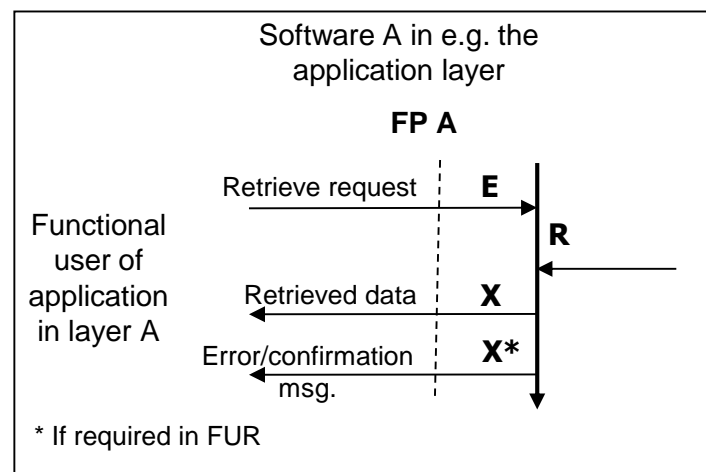 Software A in e.g. the
application layer
FP A
Retrieve request E
R
Functional
user of
application
in layer A
Retrieved data X
Error/confirmation X*
msg.
* If required in FUR